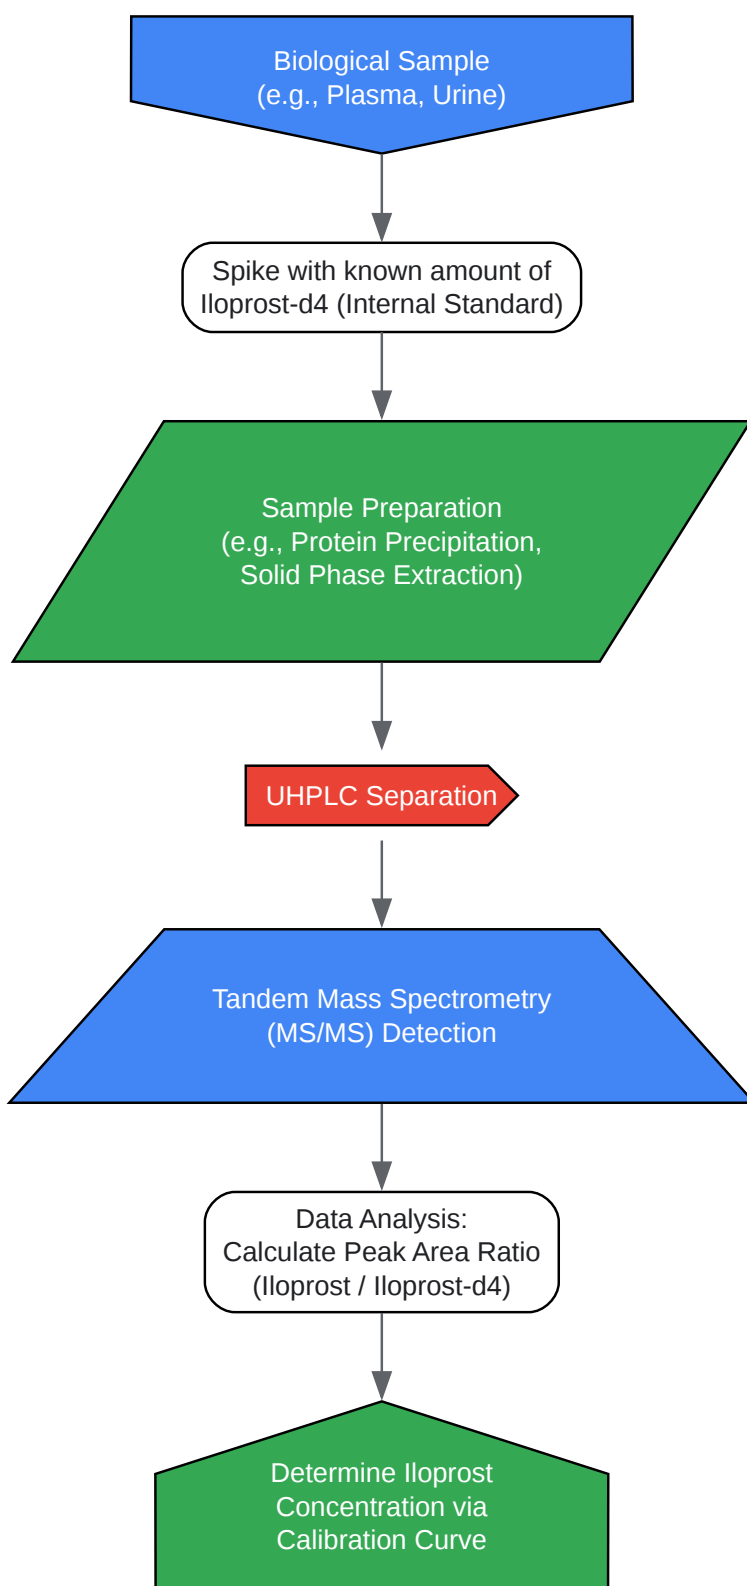 Biological Sample
(e.g., Plasma, Urine)
Spike with known amount of
Iloprost-d4 (Internal Standard)
Sample Preparation
(e.g., Protein Precipitation,
Solid Phase Extraction)
UHPLC Separation
Tandem Mass Spectrometry
(MS/MS) Detection
Data Analysis:
Calculate Peak Area Ratio
(Iloprost / Iloprost-d4)
Determine Iloprost
Concentration via
Calibration Curve